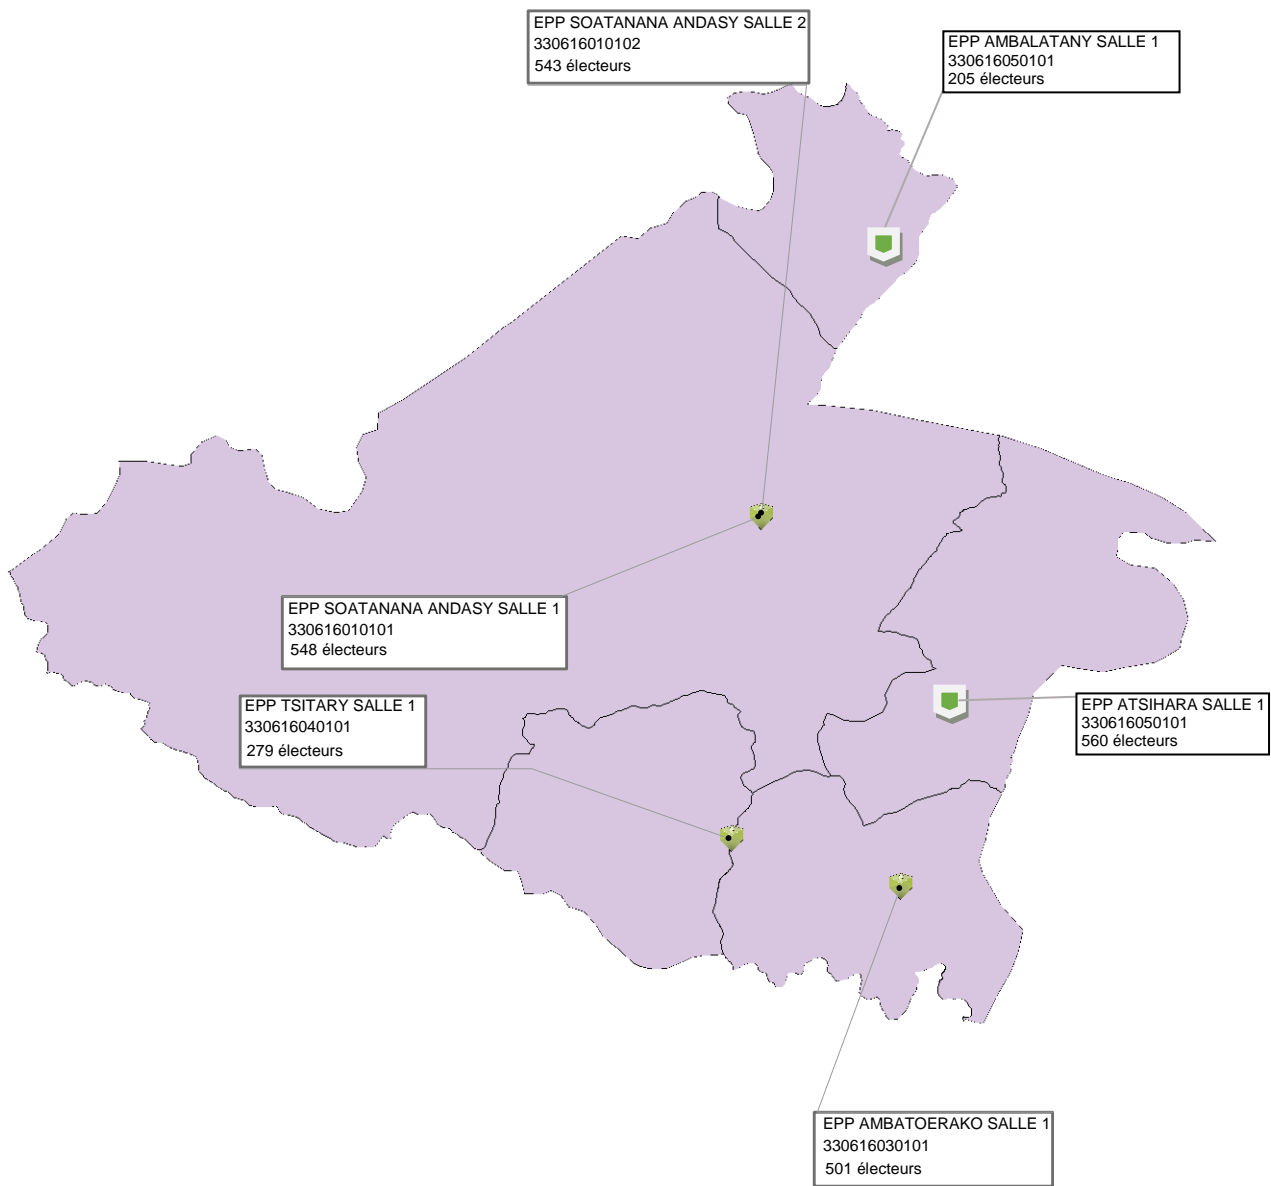 EPP SOATANANA ANDASY SALLE 2
330616010102
543 électeurs
EPP AMBALATANY SALLE 1
330616050101
205 électeurs
EPP SOATANANA ANDASY SALLE 1
330616010101
548 électeurs
EPP TSITARY SALLE 1
330616040101
279 électeurs
EPP ATSIHARA SALLE 1
330616050101
560 électeurs
EPP AMBATOERAKO SALLE 1
330616030101
501 électeurs